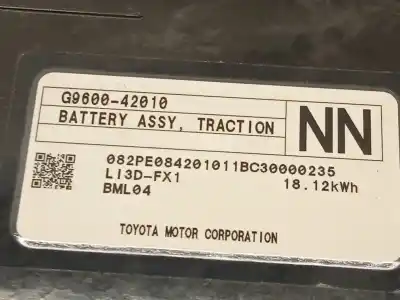 G9600-42010
BATTERY ASSY, TRACTION
NN
082PE084201011BC30000235
LI3D-FX1
18.12kWh
BML04
TOYOTA MOTOR CORPORATION